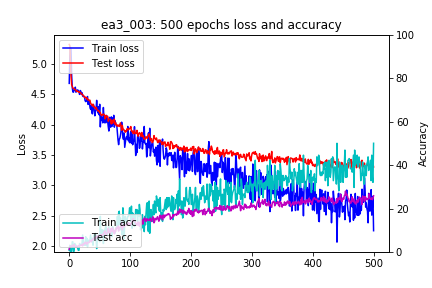 ea3_003: 500 epochs loss and accuracy
Train loss
Test loss
Train acc
Test acc
Loss
5.0
4.5
4.0
3.5
3.0
2.5
2.0
Accuracy
100
80
60
40
20
0
0 100 200 300 400 500